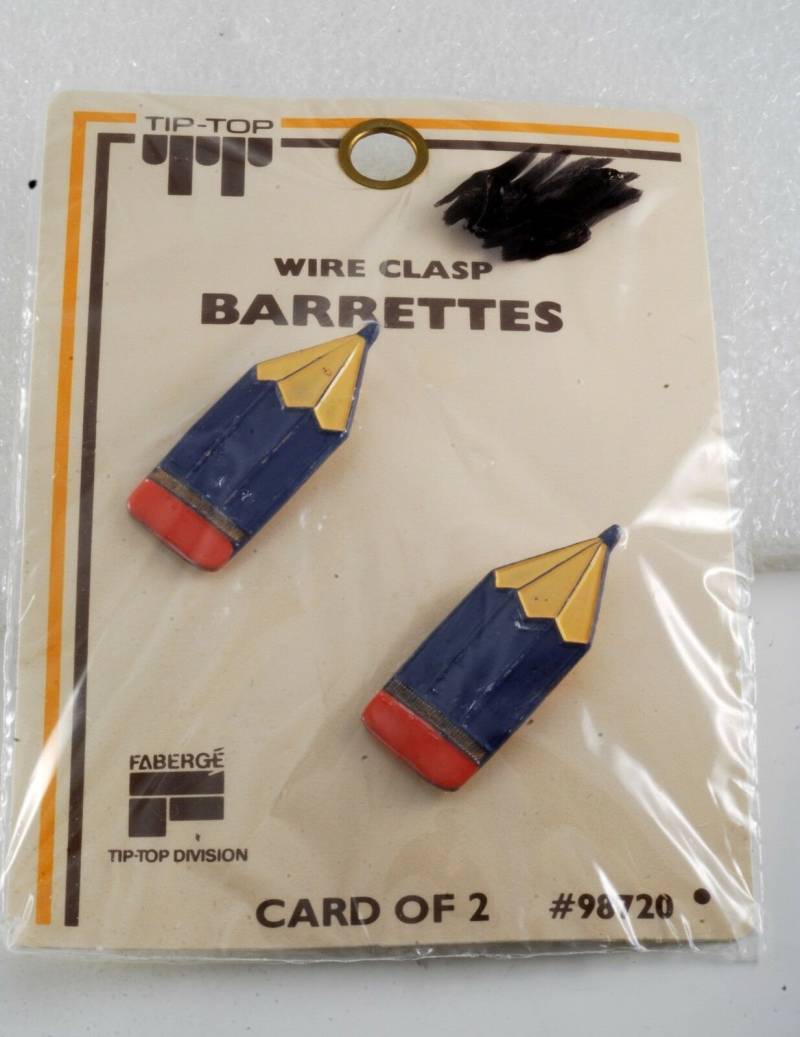 TIP-TOP
WIRE CLASP
BARRETTES
FABERGÉ
TIP-TOP DIVISION
CARD OF 2 #98720